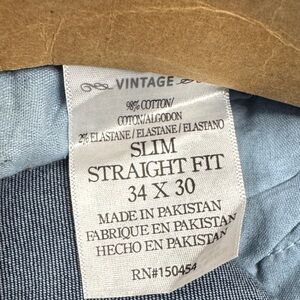 VINTAGE
98% COTTON/
COTON/ALGODON
2% ELASTANE / ELASTANE / ELASTANO
SLIM
STRAIGHT FIT
34 X 30
MADE IN PAKISTAN
FABRIQUE EN PAKISTAN
HECHO EN PAKISTAN
RN#150454